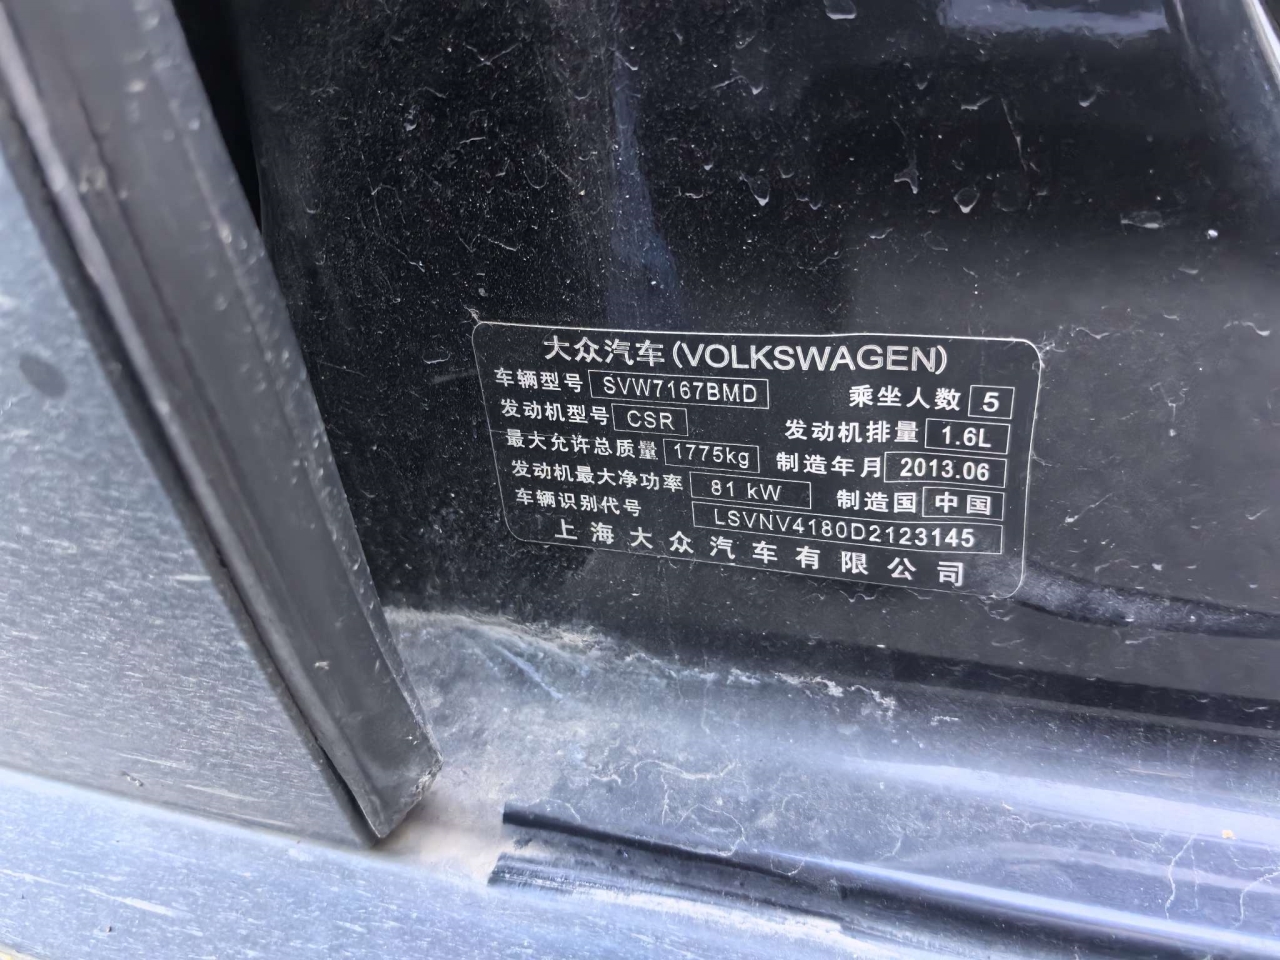 大众汽车(VOLKSWAGEN)
车辆型号 SVW7167BMD 乘坐人数 5
发动机型号 CSR 发动机排量 1.6L
最大允许总质量 1775kg 制造年月 2013.06
发动机最大净功率 81 kW 制造国 中国
车辆识别代号 LSVNV4180D2123145
上海大众汽车有限公司